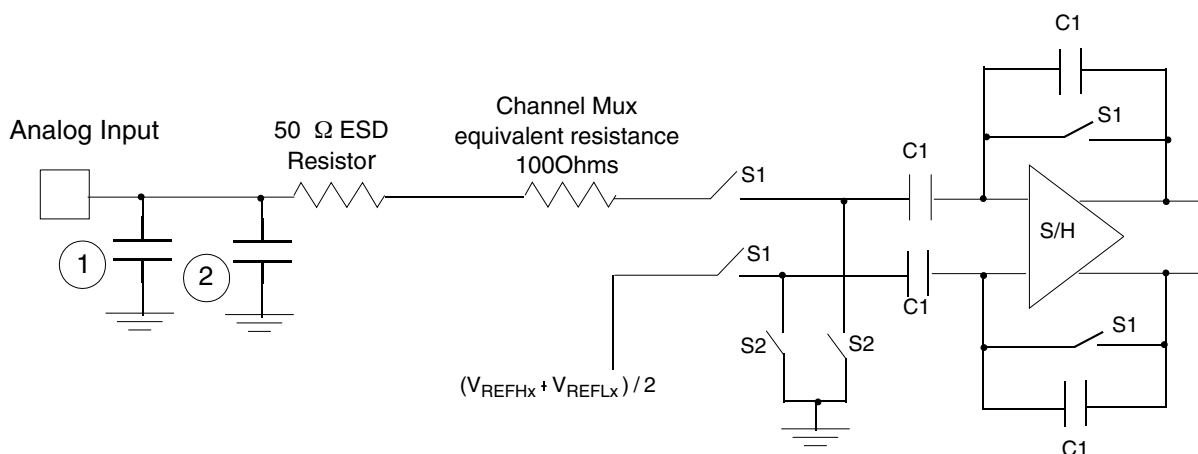 C1
Channel Mux
equivalent resistance
100Ohms
50 Ω ESD
Resistor
Analog Input
S1
C1
S1
S/H
1
2
S1
C1
S2
S2
S1
(VREFHx + VREFLx ) / 2
C1